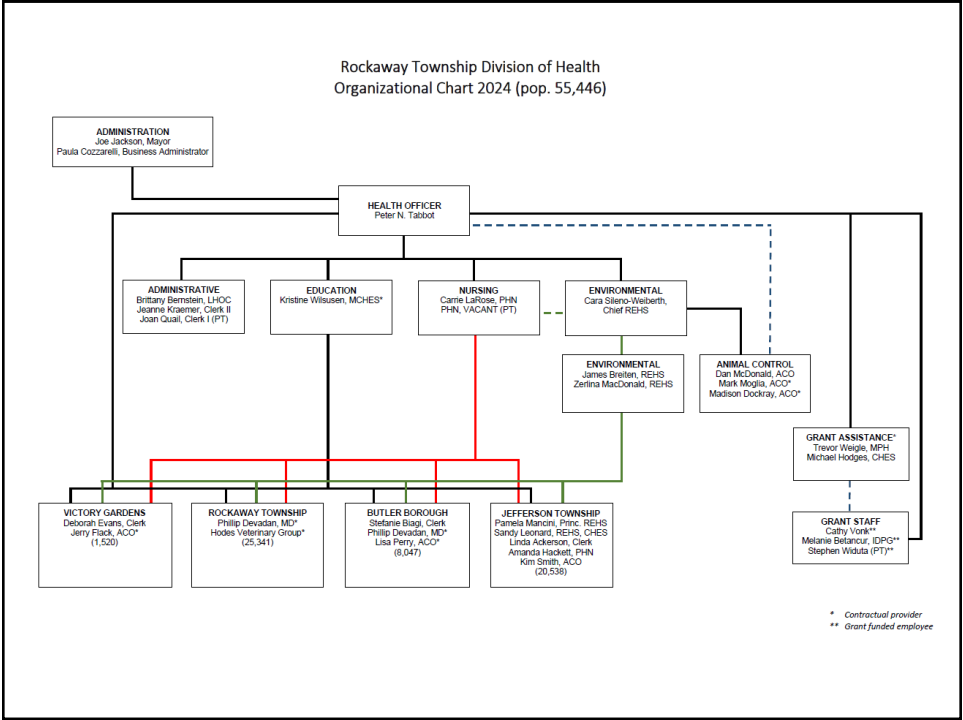 Rockaway Township Division of Health
Organizational Chart 2024 (pop. 55,446)
ADMINISTRATION
Joe Jackson, Mayor
Paula Cozzarelli, Business Administrator
HEALTH OFFICER
Peter N. Tabbot
ADMINISTRATIVE
Brittany Bernstein, LHOC
Jeanne Kraemer, Clerk II
Joan Quail, Clerk I (PT)
EDUCATION
Kristine Wilsusen, MCHES*
NURSING
Carrie LaRose, PHN
PHN, VACANT (PT)
ENVIRONMENTAL
Cara Sileno-Weiberth,
Chief REHS
ENVIRONMENTAL
James Breiten, REHS
Zerlina MacDonald, REHS
ANIMAL CONTROL
Dan McDonald, ACO
Mark Moglia, ACO*
Madison Dockray, ACO*
GRANT ASSISTANCE*
Trevor Weigle, MPH
Michael Hodges, CHES
VICTORY GARDENS
Deborah Evans, Clerk
Jerry Flack, ACO*
(1,520)
ROCKAWAY TOWNSHIP
Phillip Devadan, MD*
Hodes Veterinary Group*
(25,341)
BUTLER BOROUGH
Stefanie Biagi, Clerk
Phillip Devadan, MD*
Lisa Perry, ACO*
(8,047)
JEFFERSON TOWNSHIP
Pamela Mancini, Princ. REHS
Sandy Leonard, REHS, CHES
Linda Ackerson, Clerk
Amanda Hackett, PHN
Kim Smith, ACO
(20,538)
GRANT STAFF
Cathy Vonk**
Melanie Betancur, IDPG**
Stephen Widuta (PT)**
* Contractual provider
** Grant funded employee